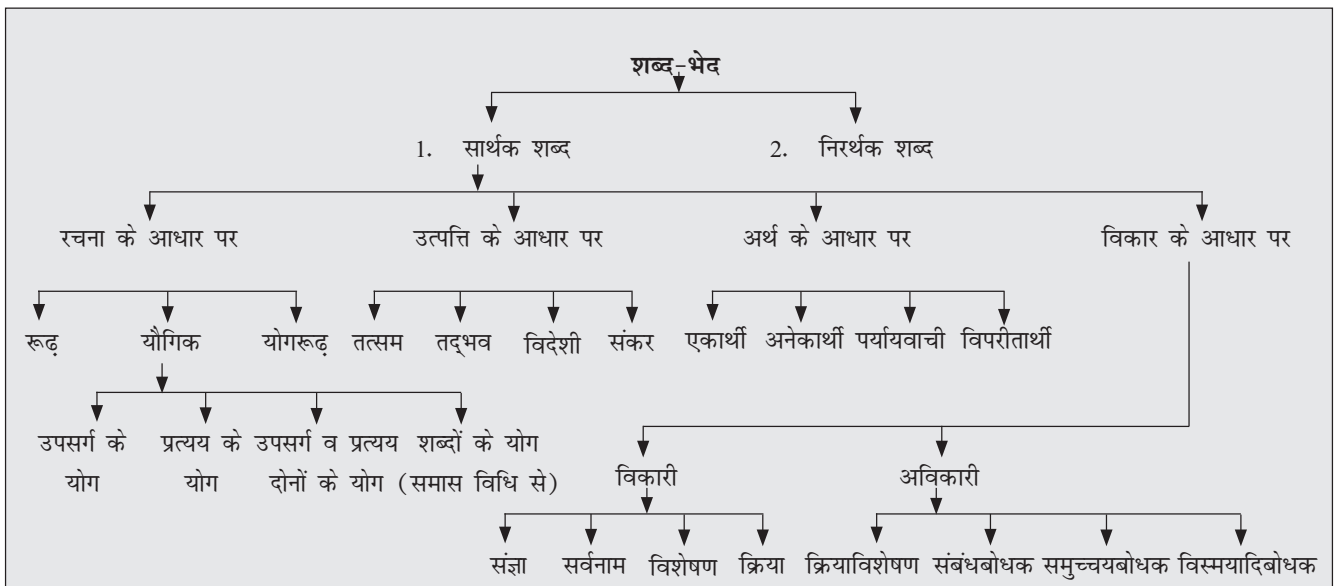 शब्द-भेद
1. सार्थक शब्द 2. निरर्थक शब्द
रचना के आधार पर उत्पत्ति के आधार पर अर्थ के आधार पर विकार के आधार पर
रूढ़ यौगिक योगरूढ़ तत्सम तद्‌भव विदेशी संकर एकार्थी अनेकार्थी पर्यायवाची विपरीतार्थी
उपसर्ग के प्रत्यय के उपसर्ग व प्रत्यय शब्दों के योग
योग योग दोनों के योग (समास विधि से)
विकारी अविकारी
संज्ञा सर्वनाम विशेषण क्रिया क्रियाविशेषण संबंधबोधक समुच्चयबोधक विस्मयादिबोधक